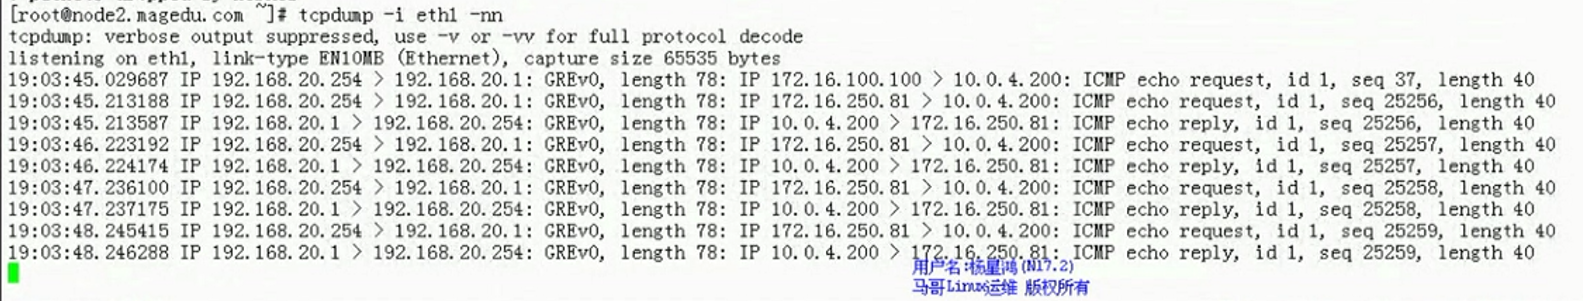 [root@node2.magedu.com ~]# tcpdump -i eth1 -nn
tcpdump: verbose output suppressed, use -v or -vv for full protocol decode
listening on eth1, link-type EN10MB (Ethernet), capture size 65535 bytes
19:03:45.029687 IP 192.168.20.254 > 192.168.20.1: GREv0, length 78: IP 172.16.100.100 > 10.0.4.200: ICMP echo request, id 1, seq 37, length 40
19:03:45.213188 IP 192.168.20.254 > 192.168.20.1: GREv0, length 78: IP 172.16.250.81 > 10.0.4.200: ICMP echo request, id 1, seq 25256, length 40
19:03:45.213587 IP 192.168.20.1 > 192.168.20.254: GREv0, length 78: IP 10.0.4.200 > 172.16.250.81: ICMP echo reply, id 1, seq 25256, length 40
19:03:46.223192 IP 192.168.20.254 > 192.168.20.1: GREv0, length 78: IP 172.16.250.81 > 10.0.4.200: ICMP echo request, id 1, seq 25257, length 40
19:03:46.224174 IP 192.168.20.1 > 192.168.20.254: GREv0, length 78: IP 10.0.4.200 > 172.16.250.81: ICMP echo reply, id 1, seq 25257, length 40
19:03:47.236100 IP 192.168.20.254 > 192.168.20.1: GREv0, length 78: IP 172.16.250.81 > 10.0.4.200: ICMP echo request, id 1, seq 25258, length 40
19:03:47.237175 IP 192.168.20.1 > 192.168.20.254: GREv0, length 78: IP 10.0.4.200 > 172.16.250.81: ICMP echo reply, id 1, seq 25258, length 40
19:03:48.245415 IP 192.168.20.254 > 192.168.20.1: GREv0, length 78: IP 172.16.250.81 > 10.0.4.200: ICMP echo request, id 1, seq 25259, length 40
19:03:48.246288 IP 192.168.20.1 > 192.168.20.254: GREv0, length 78: IP 10.0.4.200 > 172.16.250.81: ICMP echo reply, id 1, seq 25259, length 40
用户名:杨星鸿(N17.2)
马哥Linux运维 版权所有